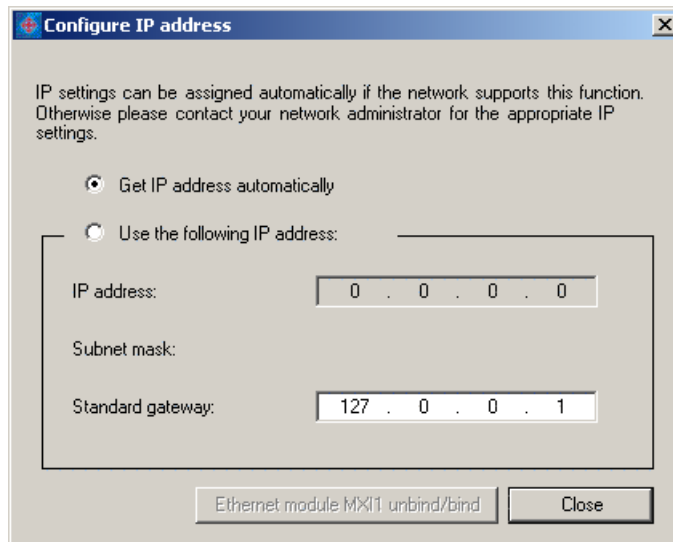 Configure IP address
IP settings can be assigned automatically if the network supports this function.
Otherwise please contact your network administrator for the appropriate IP
settings.
Get IP address automatically
Use the following IP address:
IP address: 0 . 0 . 0 . 0
Subnet mask:
Standard gateway: 127 . 0 . 0 . 1
Ethernet module MXI1 unbind/bind Close